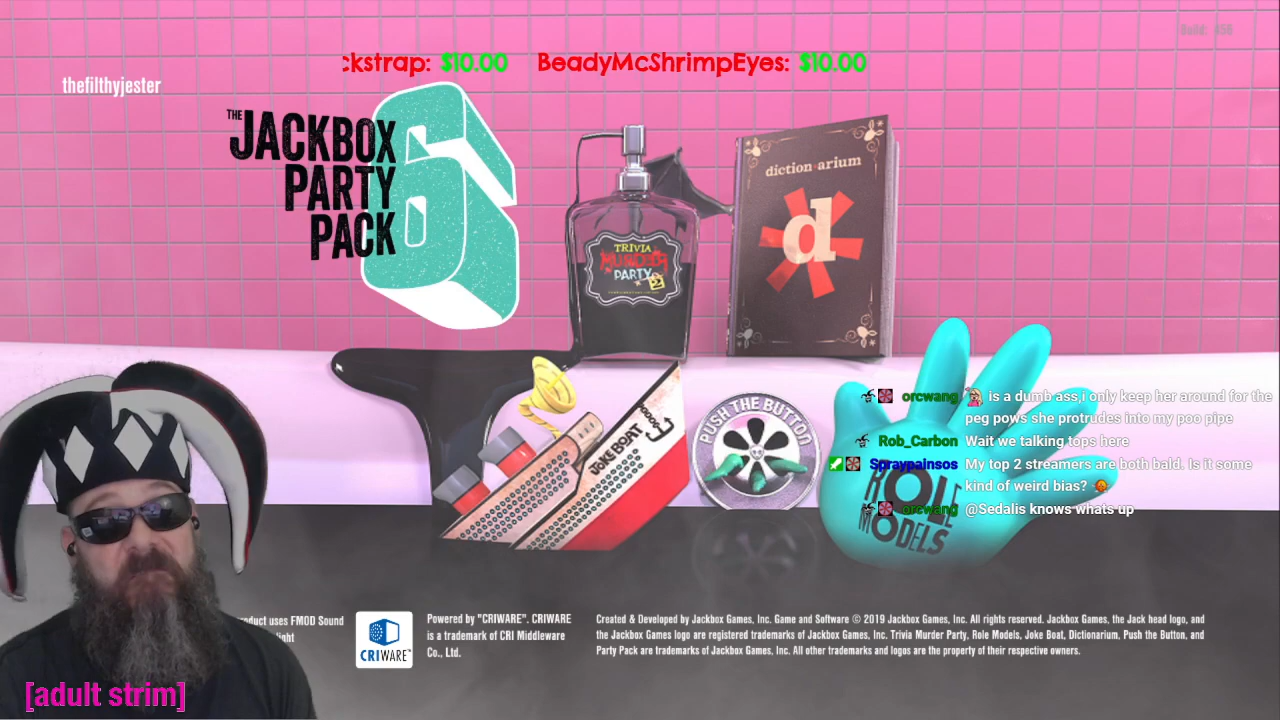 Build: 456
ckstrap: $10.00 BeadyMcShrimpEyes: $10.00
thefilthyjester
THE
JACKBOX
PARTY
PACK
6
TRIVIA
MURDER
PARTY
2
diction arium
d
JOKE BOAT
PUSH THE BUTTON
ROLE
MODELS
orcwang is a dumb ass,i only keep her around for the
peg pows she protrudes into my poo pipe
Rob_Carbon Wait we talking tops here
Spraypainsos My top 2 streamers are both bald. Is it some
kind of weird bias?
orcwang @Sedalis knows whats up
oduct uses FMOD Sound
light
CRIWARE
Powered by "CRIWARE". CRIWARE
is a trademark of CRI Middleware
Co., Ltd.
Created & Developed by Jackbox Games, Inc. Game and Software © 2019 Jackbox Games, Inc. All rights reserved. Jackbox Games, the Jack head logo, and
the Jackbox Games logo are registered trademarks of Jackbox Games, Inc. Trivia Murder Party, Role Models, Joke Boat, Dictionarium, Push the Button, and
Party Pack are trademarks of Jackbox Games, Inc. All other trademarks and logos are the property of their respective owners.
[adult strim]